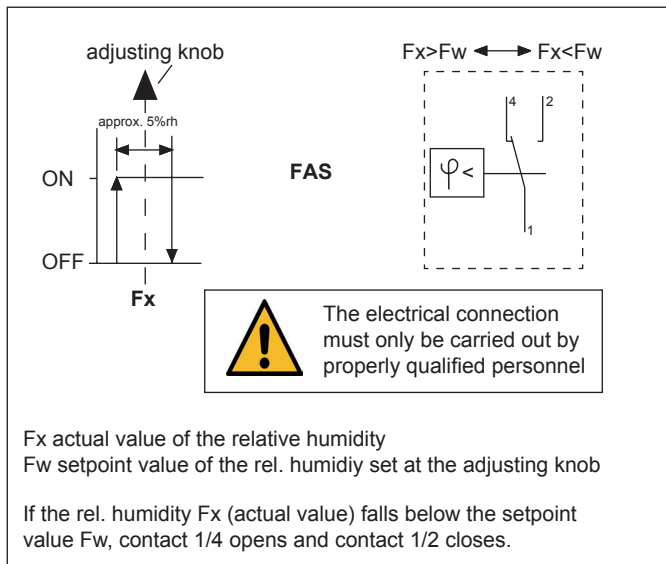 adjusting knob
Fx>Fw Fx<Fw
approx. 5%rh
4 2
ON
FAS
φ<
1
OFF
Fx
The electrical connection
must only be carried out by
properly qualified personnel
Fx actual value of the relative humidity
Fw setpoint value of the rel. humidiy set at the adjusting knob
If the rel. humidity Fx (actual value) falls below the setpoint
value Fw, contact 1/4 opens and contact 1/2 closes.